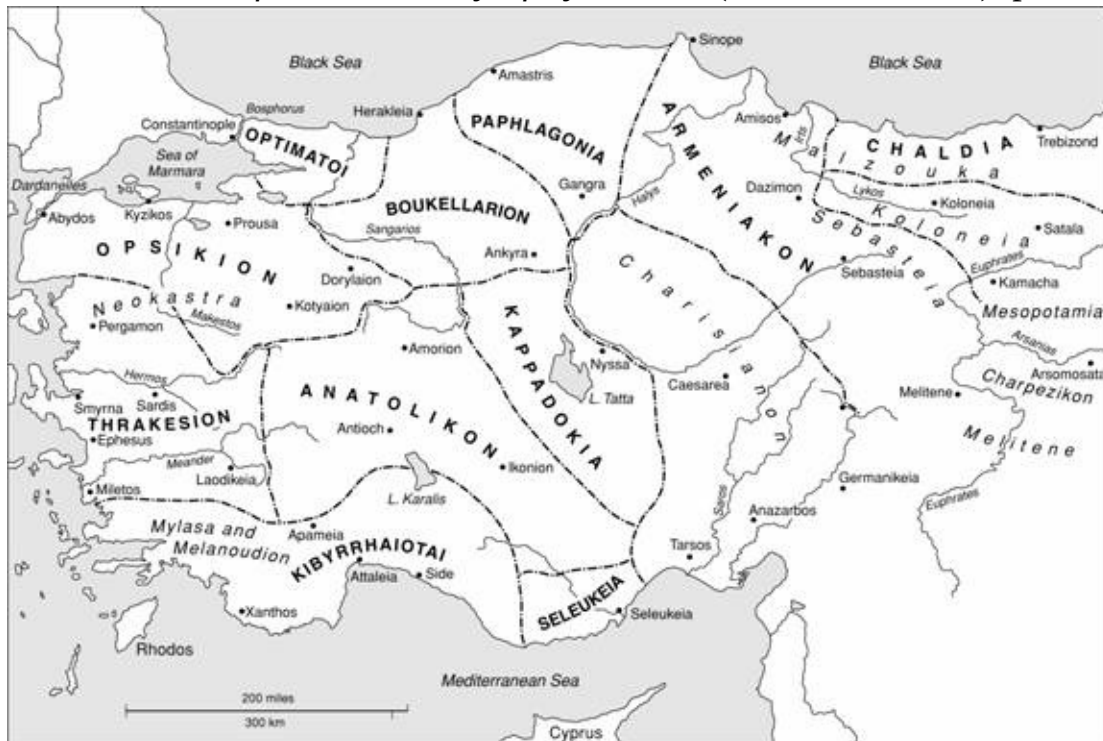 Black Sea
Black Sea
Sinope
Amastris
Bosphorus
Herakleia
Constantinople
OPTIMATOI
PAPHLAGONIA
ARMENIAKON
Amisos
Iris
CHALDIA
Trebizond
Malzouka
Sea of
Marmara
Dardanelles
Abydos
Kyzikos
Prousa
Gangra
Halys
Dazimon
Lykos
Koloneia
Koloneia
Satala
BOUKELLARION
Sangarios
Ankyra
OPSIKION
Dorylaion
Charsianon
Sebasteia
Sebasteia
Euphrates
Kamacha
Mesopotamia
Neokastra
Makestos
Kotyaion
Pergamon
Amorion
KAPPADOKIA
Nyssa
L. Tatta
Caesarea
Arsanias
Arsomosata
Melitene
Charpezikon
Hermos
Smyrna
Sardis
THRAKESION
Ephesus
ANATOLIKON
Antioch
Ikonion
Melitene
Meander
Laodikeia
Miletos
L. Karalis
Germanikeia
Saros
Euphrates
Anazarbos
Mylasa and
Melanoudion
Apameia
KIBYRRHAIOTAI
Attaleia
Side
Tarsos
SELEUKEIA
Seleukeia
Xanthos
Rhodos
Mediterranean Sea
200 miles
300 km
Cyprus